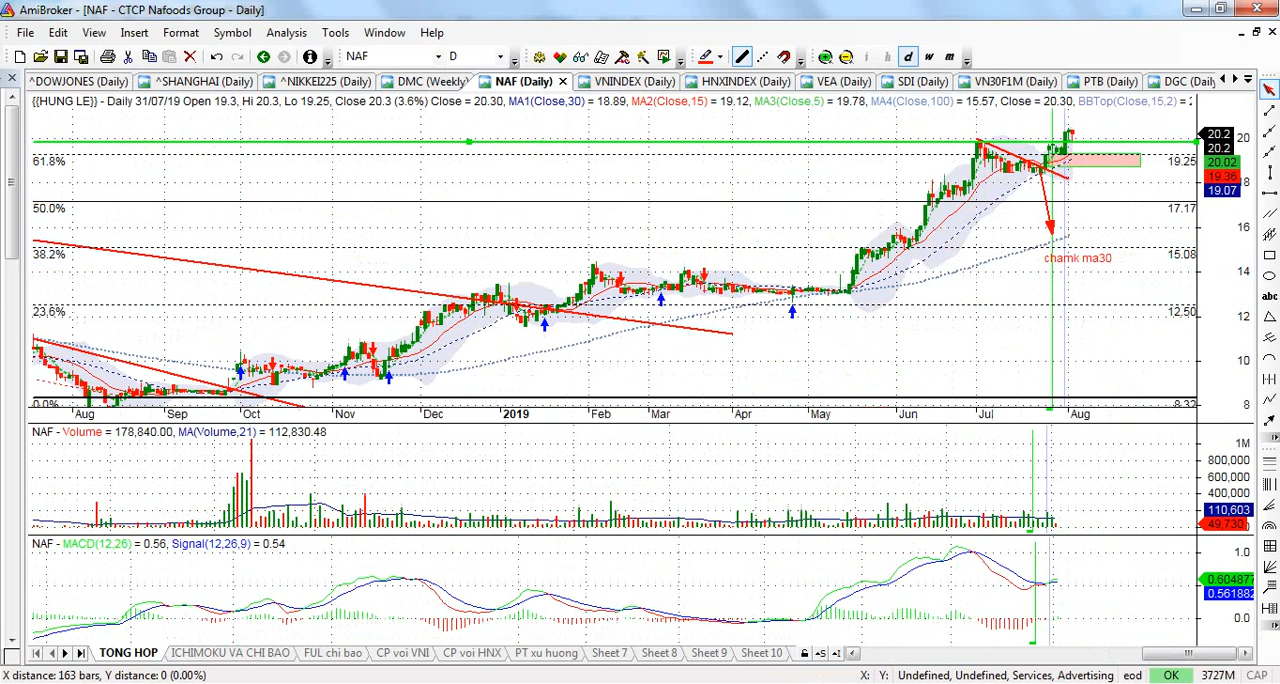 AmiBroker - [NAF - CTCP Nafoods Group - Daily]
File Edit View Insert Format Symbol Analysis Tools Window Help
NAF D i h d w m
^DOWJONES (Daily) ^SHANGHAI (Daily) ^NIKKEI225 (Daily) DMC (Weekly) NAF (Daily) VNINDEX (Daily) HNXINDEX (Daily) VEA (Daily) SDI (Daily) VN30F1M (Daily) PTB (Daily) DGC (Daily)
{{HUNG LE}} - Daily 31/07/19 Open 19.3, Hi 20.3, Lo 19.25, Close 20.3 (3.6%) Close = 20.30, MA1(Close,30) = 18.89, MA2(Close,15) = 19.12, MA3(Close,5) = 19.78, MA4(Close,100) = 15.57, Close = 20.30, BBTop(Close,15,2) =
20.2
20
20.2
61.8% 19.25
20.02
19.36
18
19.07
50.0% 17.17
16
38.2% 15.08
chamk ma30
14
23.6% 12.50
12
10
0.0% 8.32
8
Aug Sep Oct Nov Dec 2019 Feb Mar Apr May Jun Jul Aug
NAF - Volume = 178,840.00, MA(Volume,21) = 112,830.48
1M
800,000
600,000
400,000
110,603
49,730
NAF - MACD(12,26) = 0.56, Signal(12,26,9) = 0.54
1.0
0.604877
0.561882
0.0
TONG HOP ICHIMOKU VA CHI BAO FUL chi bao CP voi VNI CP voi HNX PT xu huong Sheet 7 Sheet 8 Sheet 9 Sheet 10
X distance: 163 bars, Y distance: 0 (0.00%) X: Y: Undefined, Undefined, Services, Advertising eod OK 3727M CAP
abc